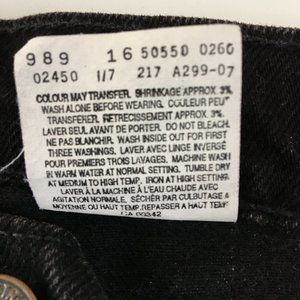 989 16 50550 0260
02450 1/7 217 A299-07
COLOUR MAY TRANSFER. SHRINKAGE APPROX. 3%
WASH ALONE BEFORE WEARING. COULEUR PEUT
TRANSFERER. RETRECISSEMENT APPROX. 3%.
LAVER SEUL AVANT DE PORTER. DO NOT BLEACH.
NE PAS BLANCHIR. WASH INSIDE OUT FOR FIRST
THREE WASHINGS. LAVER AVEC LINGE INVERSÉ
POUR PREMIERS TROIS LAVAGES. MACHINE WASH
IN WARM WATER AT NORMAL SETTING. TUMBLE DRY
AT MEDIUM TO HIGH TEMP. IRON AT HIGH SETTING.
LAVER À LA MACHINE À L'EAU CHAUDE AVEC
AGITATION NORMALE, SÉCHER PAR CULBUTAGE À
MOYENNE OU HAUT TEMP. REPASSER A HAUT TEMP
CA 00342